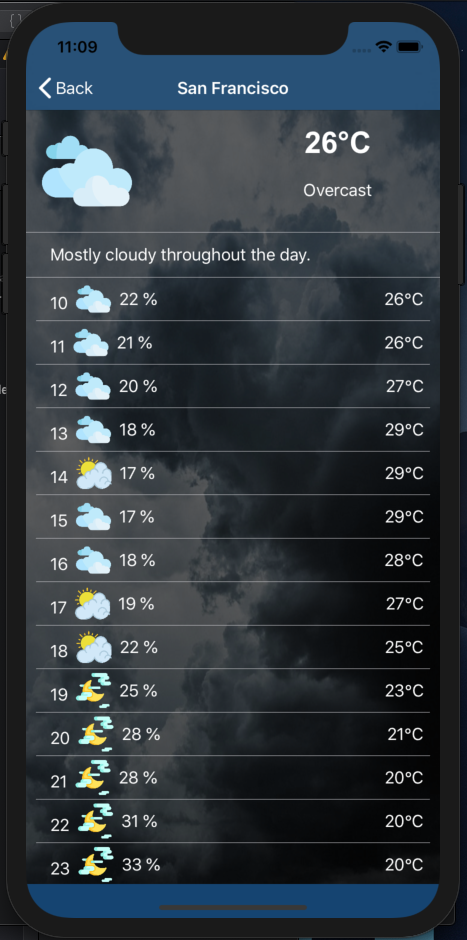 11:09
Back San Francisco
26°C
Overcast
Mostly cloudy throughout the day.
10 22 % 26°C
11 21 % 26°C
12 20 % 27°C
13 18 % 29°C
14 17 % 29°C
15 17 % 29°C
16 18 % 28°C
17 19 % 27°C
18 22 % 25°C
19 25 % 23°C
20 28 % 21°C
21 28 % 20°C
22 31 % 20°C
23 33 % 20°C